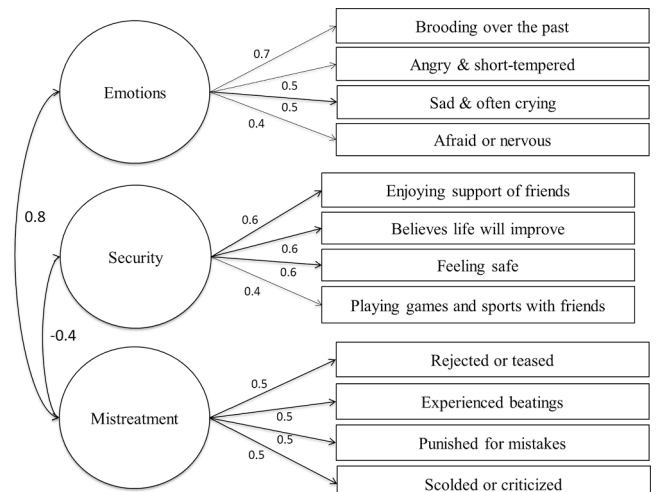 Emotions
0.7
0.5
0.5
0.4
Brooding over the past
Angry & short-tempered
Sad & often crying
Afraid or nervous
0.8
Security
0.6
0.6
0.6
0.4
Enjoying support of friends
Believes life will improve
Feeling safe
Playing games and sports with friends
-0.4
Mistreatment
0.5
0.5
0.5
0.5
Rejected or teased
Experienced beatings
Punished for mistakes
Scolded or criticized